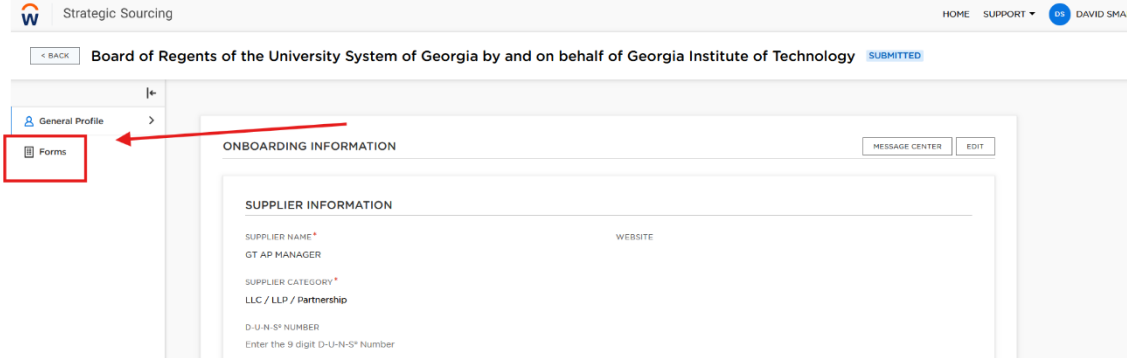 Strategic Sourcing
HOME SUPPORT DS DAVID SMA
< BACK Board of Regents of the University System of Georgia by and on behalf of Georgia Institute of Technology SUBMITTED
General Profile
Forms
ONBOARDING INFORMATION
MESSAGE CENTER EDIT
SUPPLIER INFORMATION
SUPPLIER NAME* WEBSITE
GT AP MANAGER
SUPPLIER CATEGORY*
LLC / LLP / Partnership
D-U-N-S® NUMBER
Enter the 9 digit D-U-N-S® Number